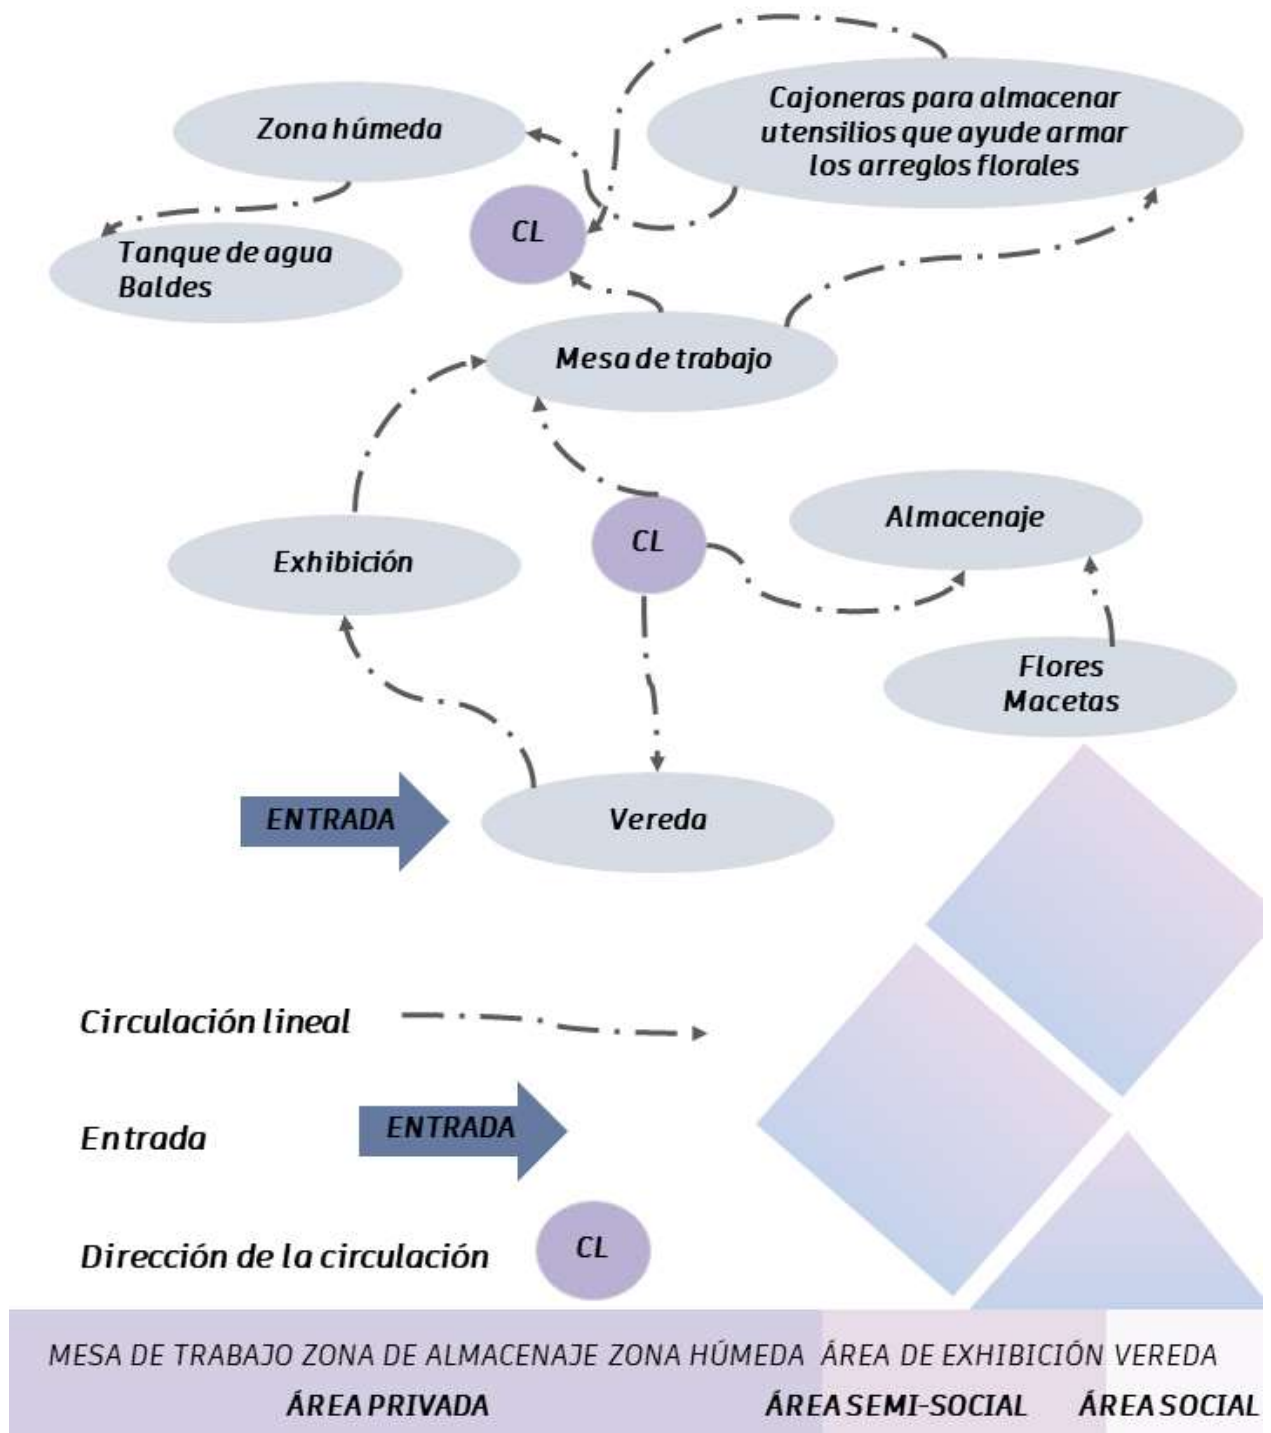 Cajoneras para almacenar
utensilios que ayude armar
los arreglos florales
Zona húmeda
CL
Tanque de agua
Baldes
Mesa de trabajo
Almacenaje
CL
Exhibición
Flores
Macetas
ENTRADA
Vereda
Circulación lineal
Entrada
ENTRADA
Dirección de la circulación
CL
MESA DE TRABAJO ZONA DE ALMACENAJE ZONA HÚMEDA ÁREA DE EXHIBICIÓN VEREDA
ÁREA PRIVADA ÁREA SEMI-SOCIAL ÁREA SOCIAL